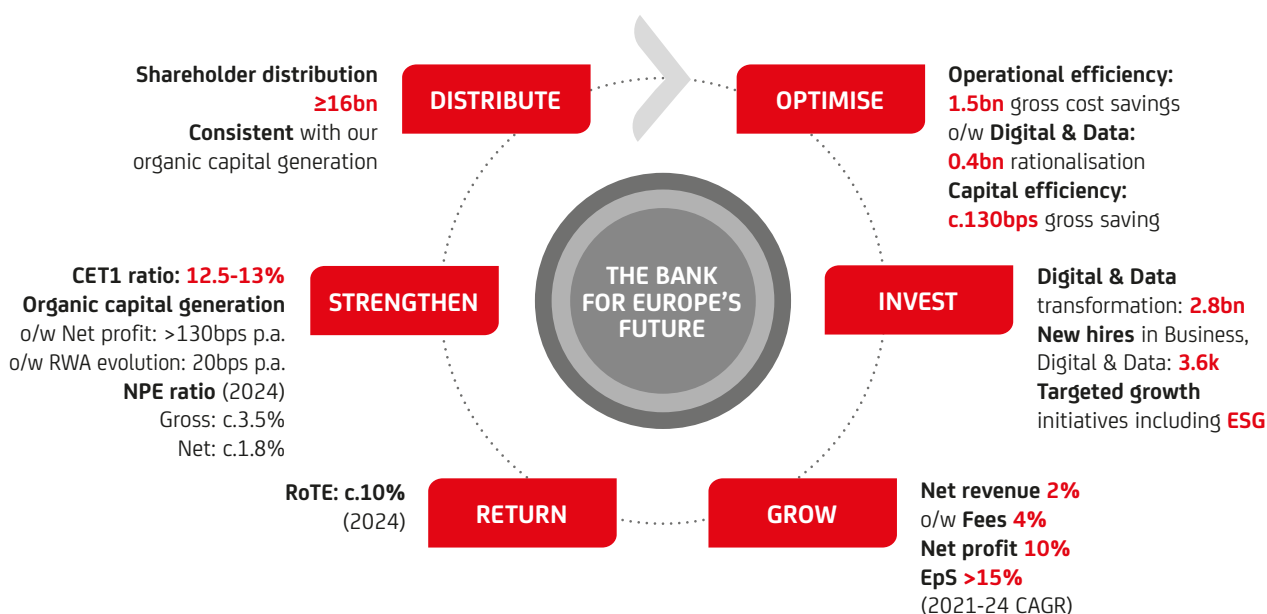 Shareholder distribution
≥16bn
Consistent with our
organic capital generation
DISTRIBUTE
OPTIMISE
Operational efficiency:
1.5bn gross cost savings
o/w Digital & Data:
0.4bn rationalisation
Capital efficiency:
c.130bps gross saving
CET1 ratio: 12.5-13%
Organic capital generation
o/w Net profit: >130bps p.a.
o/w RWA evolution: 20bps p.a.
NPE ratio (2024)
Gross: c.3.5%
Net: c.1.8%
STRENGTHEN
THE BANK
FOR EUROPE'S
FUTURE
INVEST
Digital & Data
transformation: 2.8bn
New hires in Business,
Digital & Data: 3.6k
Targeted growth
initiatives including ESG
RoTE: c.10%
(2024)
RETURN
GROW
Net revenue 2%
o/w Fees 4%
Net profit 10%
EpS >15%
(2021-24 CAGR)